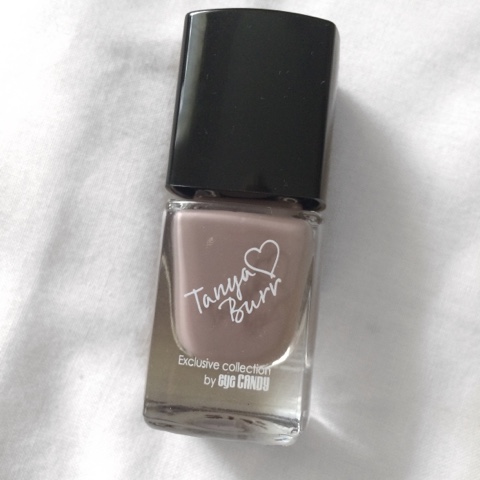 Tanya
Burr
Exclusive collection
by eye CANDY